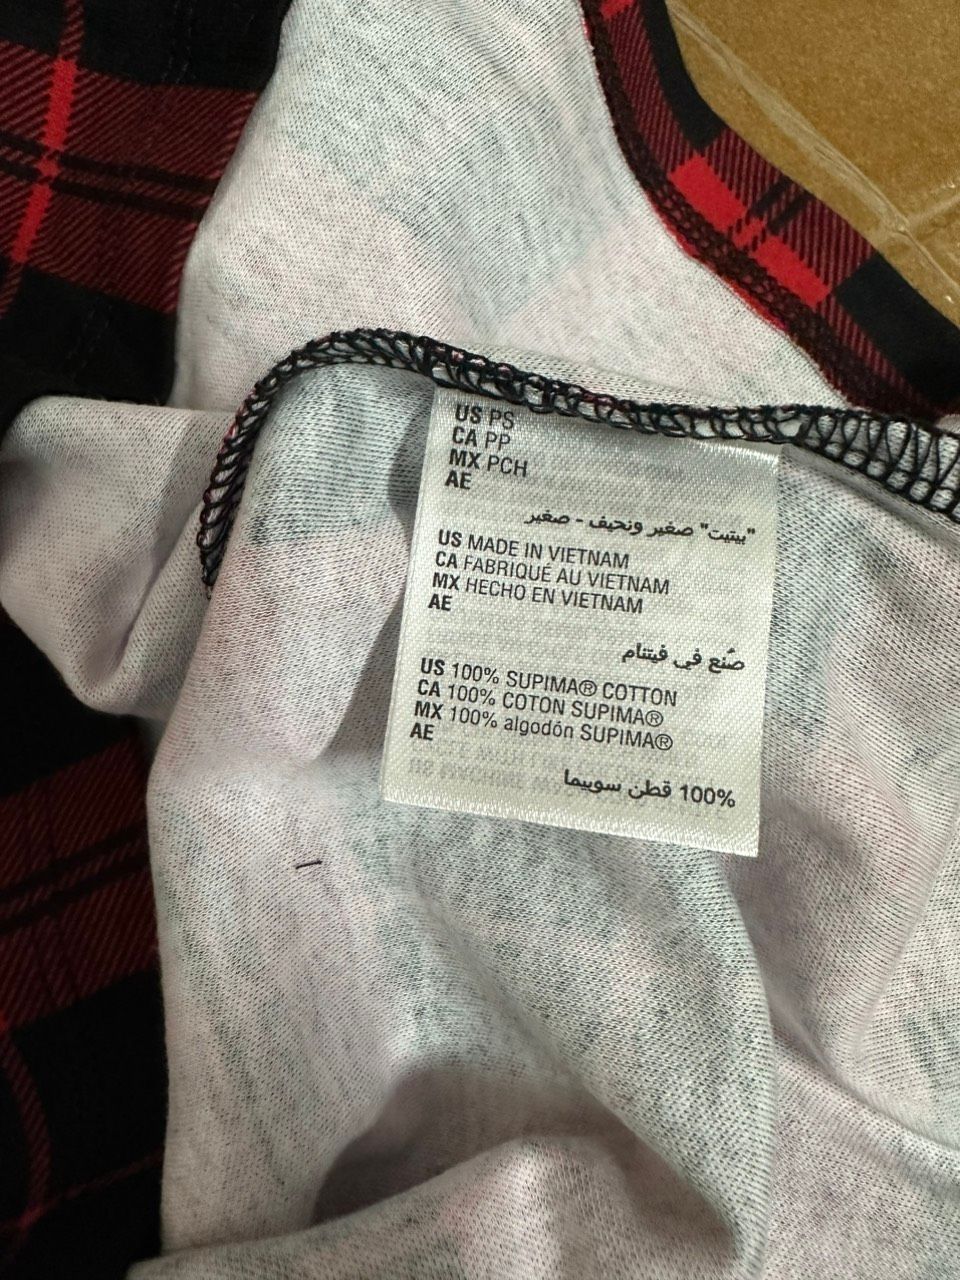 US PS
CA PP
MX PCH
AE
"بيتيت" صغير ونحيف - صغير
US MADE IN VIETNAM
CA FABRIQUÉ AU VIETNAM
MX HECHO EN VIETNAM
AE
صُنع في فيتنام
US 100% SUPIMA® COTTON
CA 100% COTON SUPIMA®
MX 100% algodón SUPIMA®
AE
100% قطن سوبيما